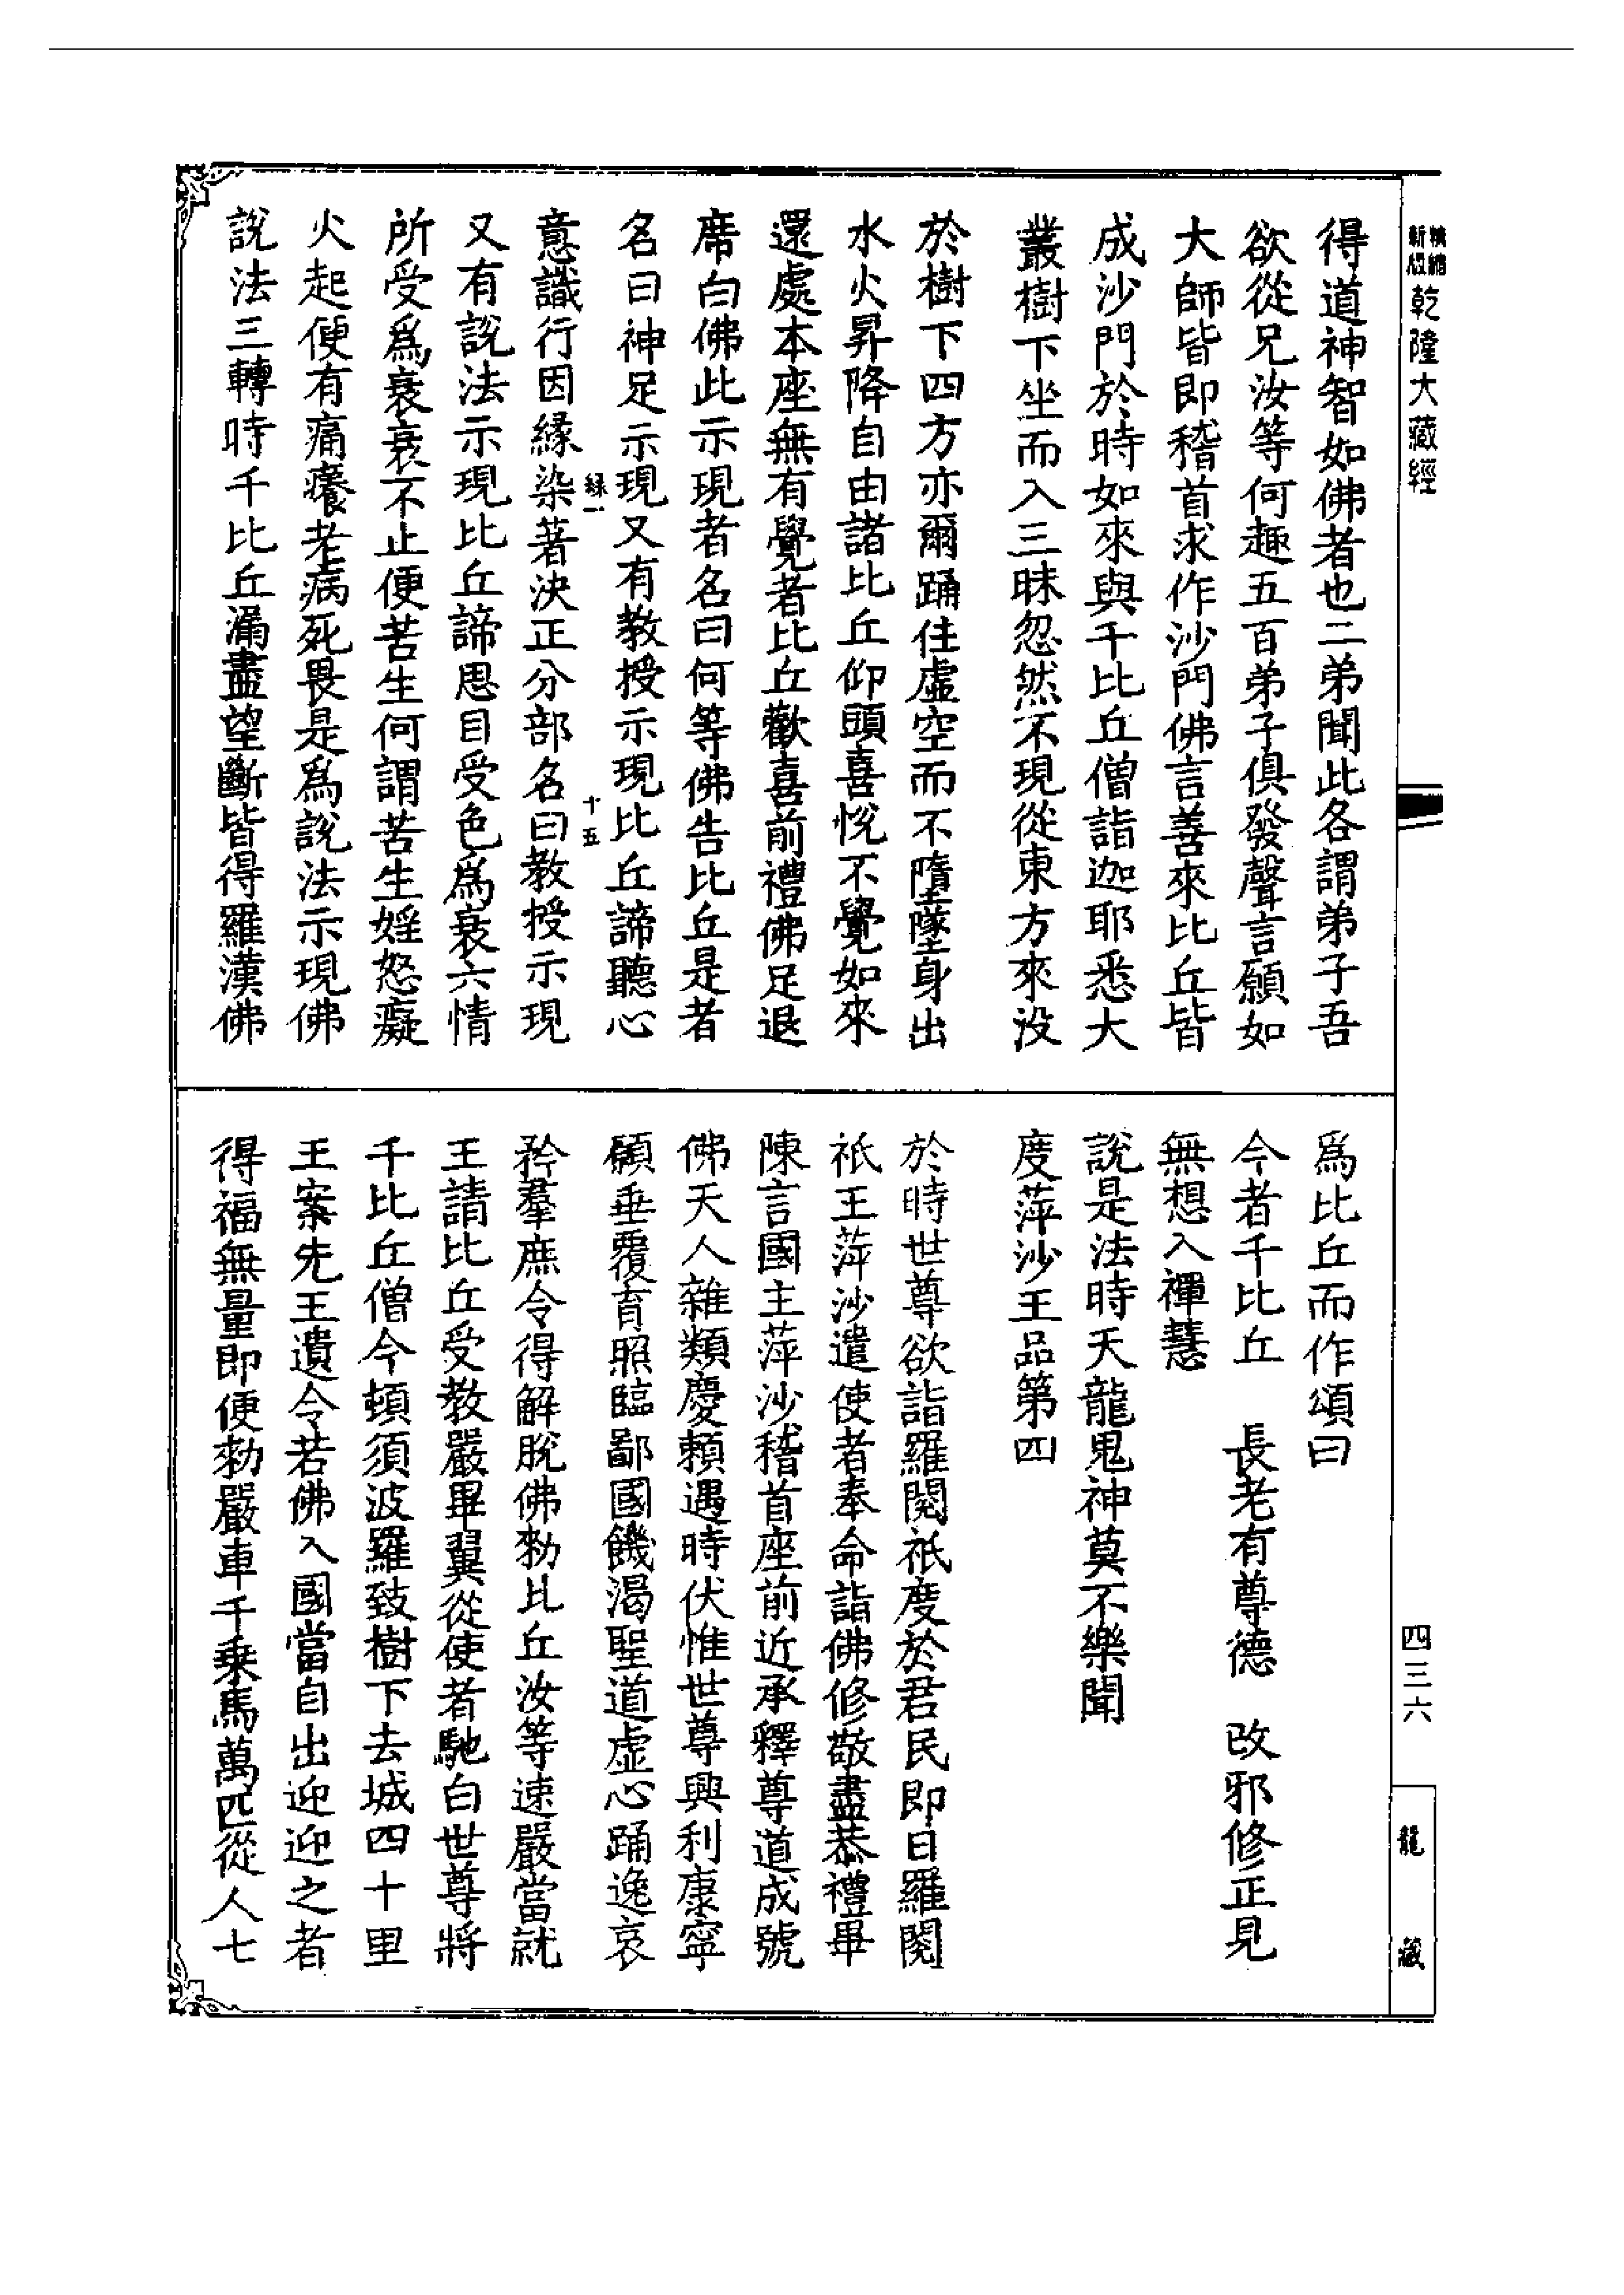 精縮新版乾隆大藏經
得道神智如佛者也二弟聞此各謂弟子吾
欲從兄汝等何趣五百弟子俱發聲言願如
大師皆即稽首求作沙門佛言善來比丘皆
成沙門於時如來與千比丘僧詣迦耶悉大
叢樹下坐而入三昧忽然不現從東方來没
於樹下四方亦爾踊住虛空而不墮墜身出
水火昇降自由諸比丘仰頭喜悅不覺如來
還處本座無有覺者比丘歡喜前禮佛足退
席白佛此示現者名曰何等佛告比丘是者
名曰神足示現又有教授示現比丘諦聽心
緣一
十五
意識行因緣染著決正分部名曰教授示現
又有說法示現比丘諦思目受色爲衰六情
所受爲衰衰不止便苦生何謂苦生婬怒癡
火起便有痛癢老病死畏是爲說法示現佛
說法三轉時千比丘漏盡望斷皆得羅漢佛
爲比丘而作頌曰
今者千比丘　長老有尊德　改邪修正見
無想入禪慧
說是法時天龍鬼神莫不樂聞
度萍沙王品第四
於時世尊欲詣羅閱祇度於君民即日羅閱
祇王萍沙遣使者奉命詣佛修敬盡恭禮畢
陳言國主萍沙稽首座前近承釋尊道成號
佛天人雜類慶賴遇時伏惟世尊興利康寧
願垂覆育照臨鄙國饑渴聖道虛心踊逸哀
矜羣庶令得解脫佛勑比丘汝等速嚴當就
王請比丘受教嚴畢翼從使者馳白世尊將
千比丘僧今頓須波羅致樹下去城四十里
王案先王遺令若佛入國當自出迎迎之者
得福無量即便勑嚴車千乘馬萬匹從人七
四三六
龍藏